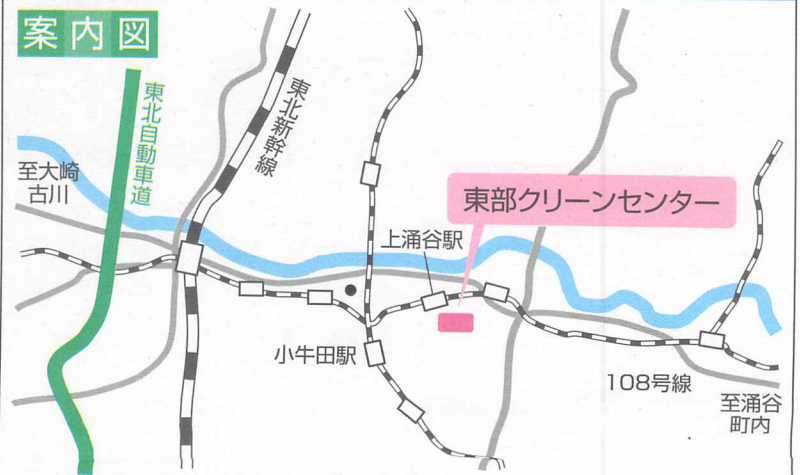 案内図
東北自動車道
東北新幹線
至大崎
古川
東部クリーンセンター
上涌谷駅
小牛田駅
108号線
至涌谷
町内